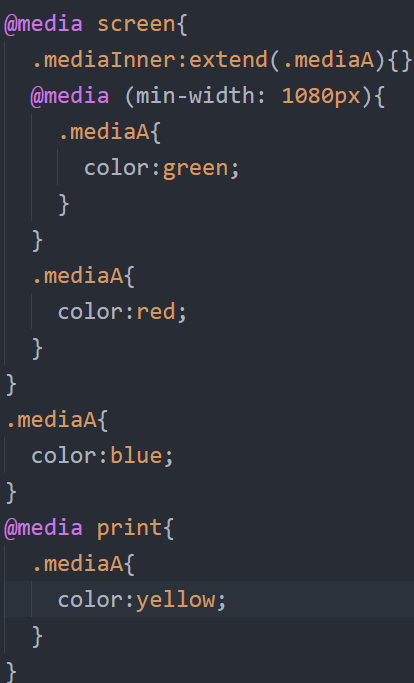 @media screen{
  .mediaInner:extend(.mediaA){}
  @media (min-width: 1080px){
    .mediaA{
      color:green;
    }
  }
  .mediaA{
    color:red;
  }
}
.mediaA{
  color:blue;
}
@media print{
  .mediaA{
    color:yellow;
  }
}